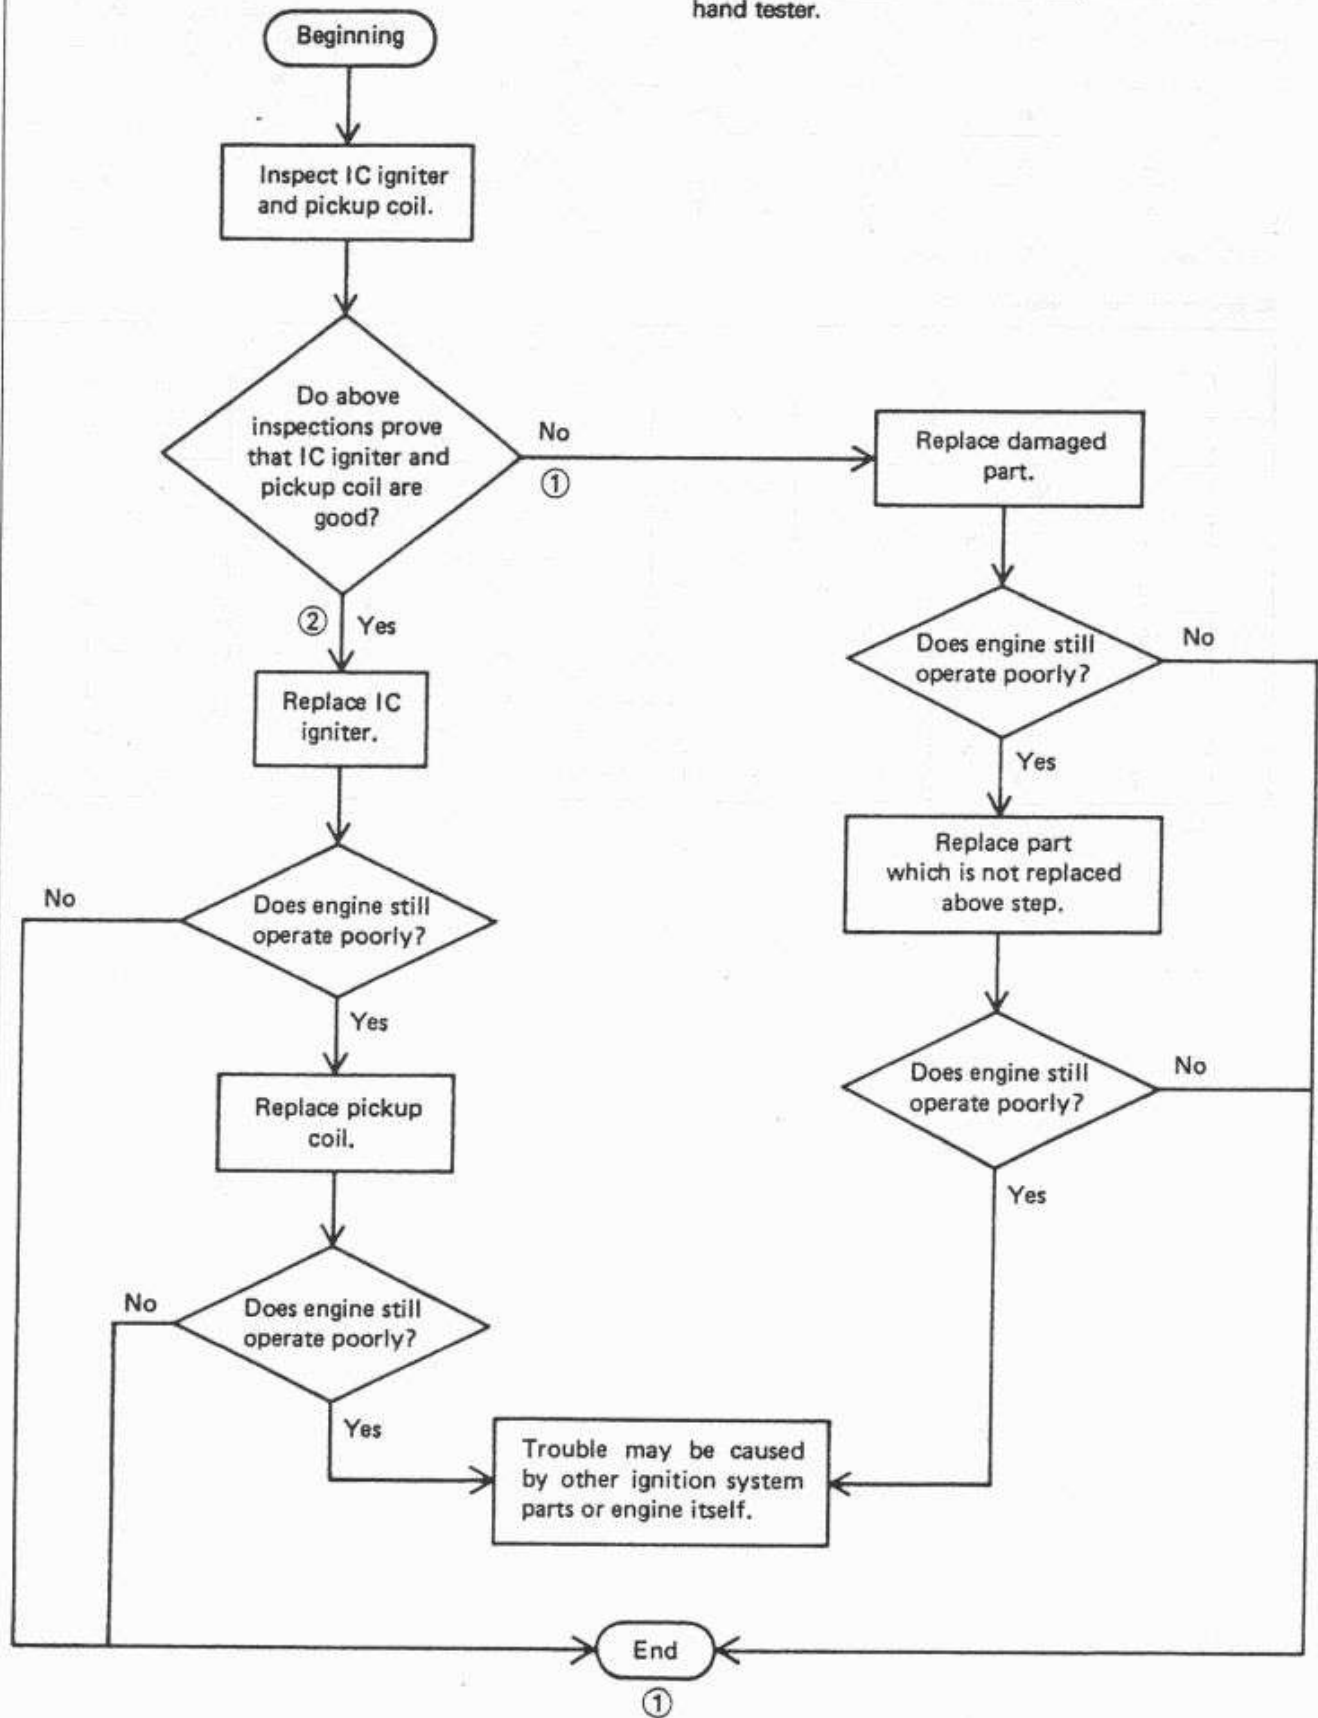 hand tester.
Beginning
Inspect IC igniter
and pickup coil.
Do above
inspections prove
that IC igniter and
pickup coil are
good?
No
①
Replace damaged
part.
② Yes
Does engine still
operate poorly?
No
Replace IC
igniter.
Yes
Replace part
which is not replaced
above step.
No
Does engine still
operate poorly?
Yes
Does engine still
operate poorly?
No
Replace pickup
coil.
Yes
No
Does engine still
operate poorly?
Yes
Trouble may be caused
by other ignition system
parts or engine itself.
End
①